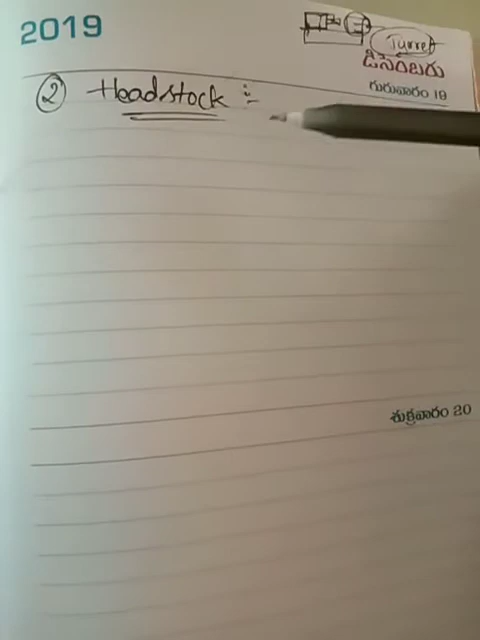 2019
Turret
డిసెంబరు
గురువారం 19
② Headstock :-
శుక్రవారం 20